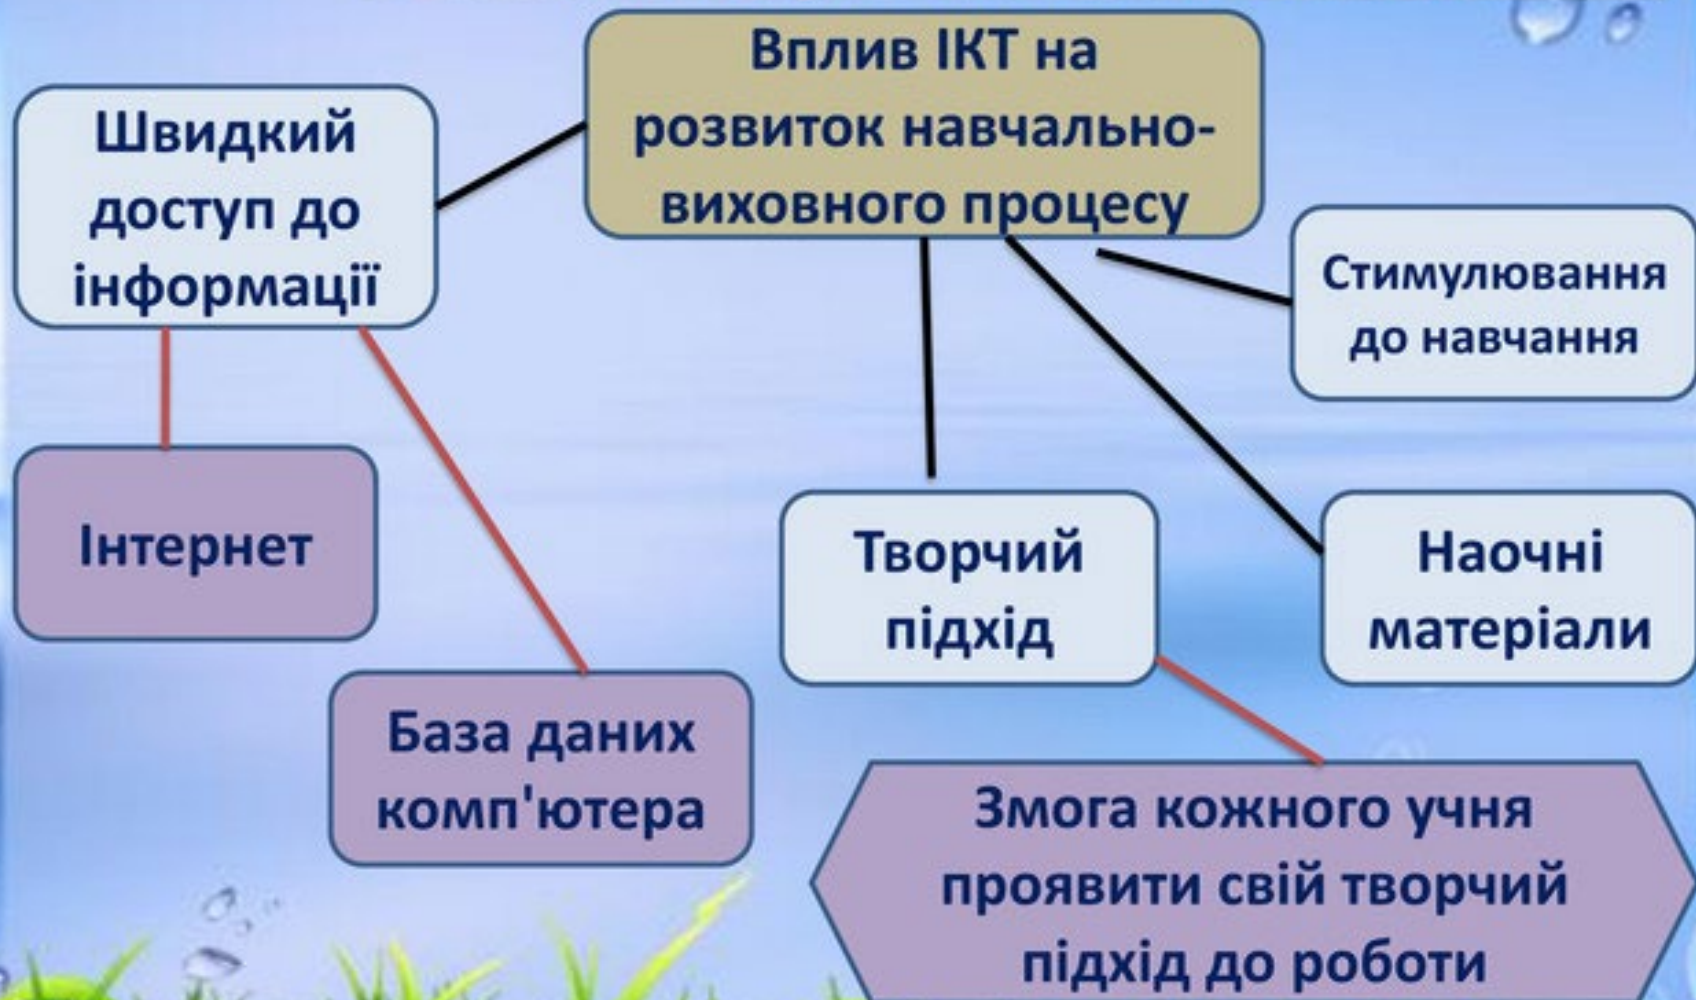 Вплив ІКТ на
розвиток навчально-
виховного процесу
Швидкий
доступ до
інформації
Стимулювання
до навчання
Інтернет
Творчий
підхід
Наочні
матеріали
База даних
комп'ютера
Змога кожного учня
проявити свій творчий
підхід до роботи